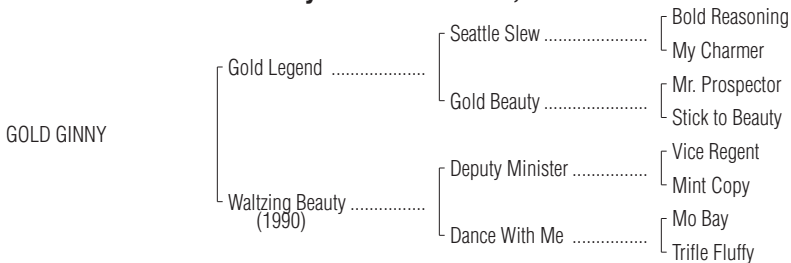 Bold Reasoning
Seattle Slew ..................
My Charmer
Gold Legend ....................
Mr. Prospector
Gold Beauty ..................
Stick to Beauty
GOLD GINNY
Vice Regent
Deputy Minister .............
Mint Copy
Waltzing Beauty ...............
(1990)
Mo Bay
Dance With Me .............
Trifle Fluffy